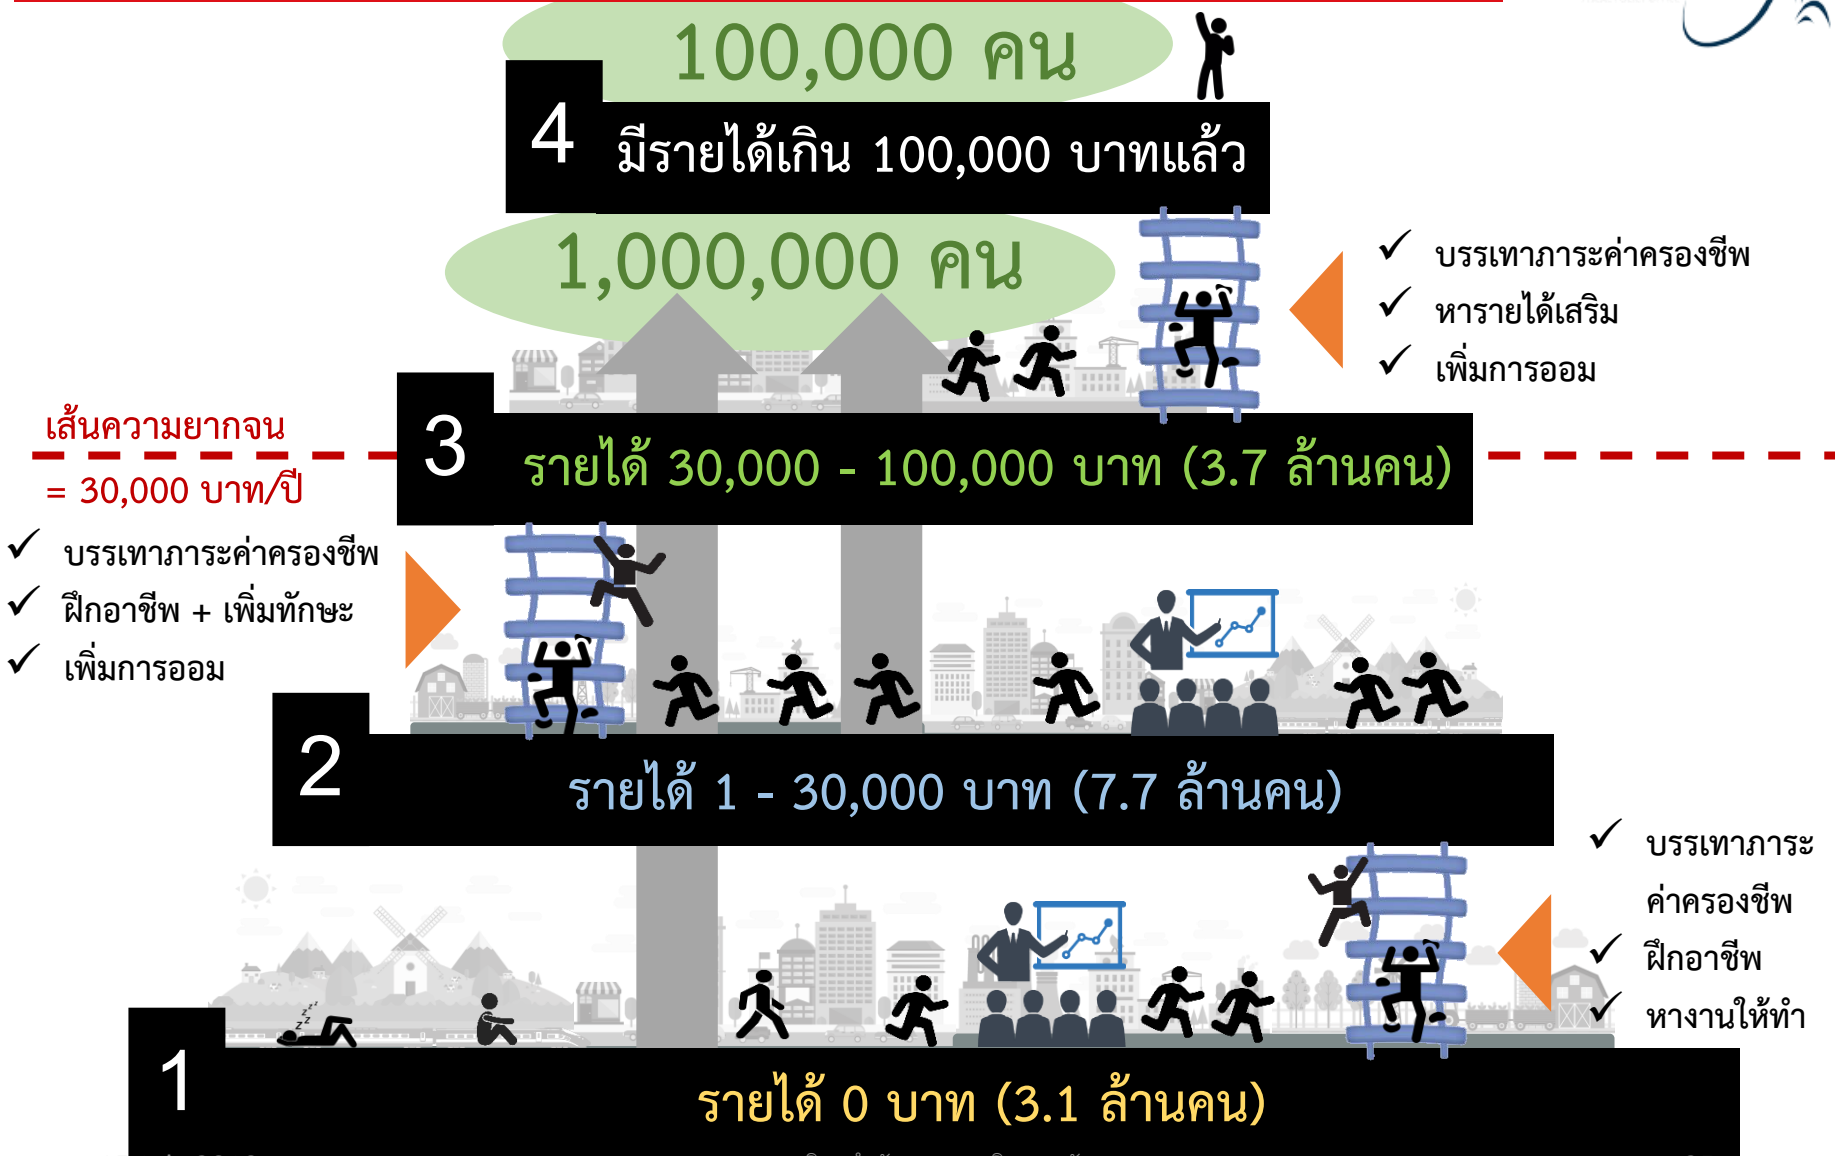 100,000 คน
4
มีรายได้เกิน 100,000 บาทแล้ว
1,000,000 คน
✓ บรรเทาภาระค่าครองชีพ
✓ หารายได้เสริม
✓ เพิ่มการออม
เส้นความยากจน
= 30,000 บาท/ปี
3
รายได้ 30,000 - 100,000 บาท (3.7 ล้านคน)
✓ บรรเทาภาระค่าครองชีพ
✓ ฝึกอาชีพ + เพิ่มทักษะ
✓ เพิ่มการออม
2
รายได้ 1 - 30,000 บาท (7.7 ล้านคน)
✓ บรรเทาภาระ
ค่าครองชีพ
✓ ฝึกอาชีพ
✓ หางานให้ทำ
zzz
zz
1
รายได้ 0 บาท (3.1 ล้านคน)